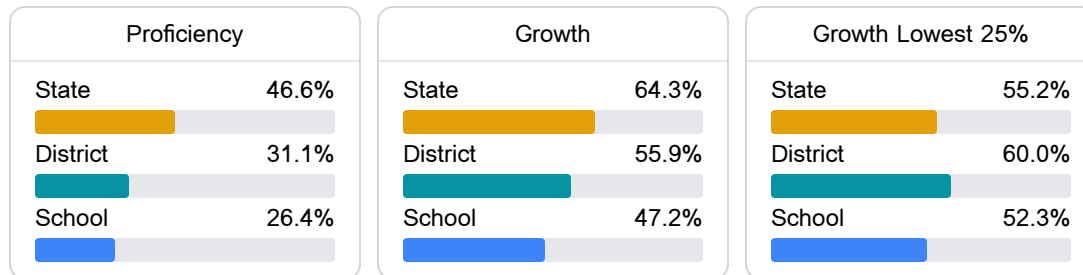 Proficiency
State 46.6%
District 31.1%
School 26.4%
Growth
State 64.3%
District 55.9%
School 47.2%
Growth Lowest 25%
State 55.2%
District 60.0%
School 52.3%